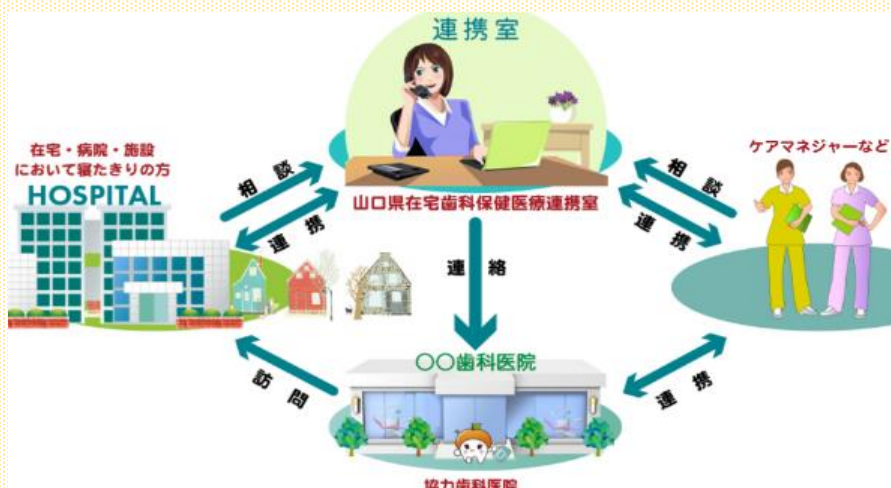 連携室
在宅・病院・施設
において寝たきりの方
HOSPITAL
ケアマネジャーなど
相談
連携
相談
連携
山口県在宅歯科保健医療連携室
連絡
〇〇歯科医院
訪問
連携
協力歯科医院